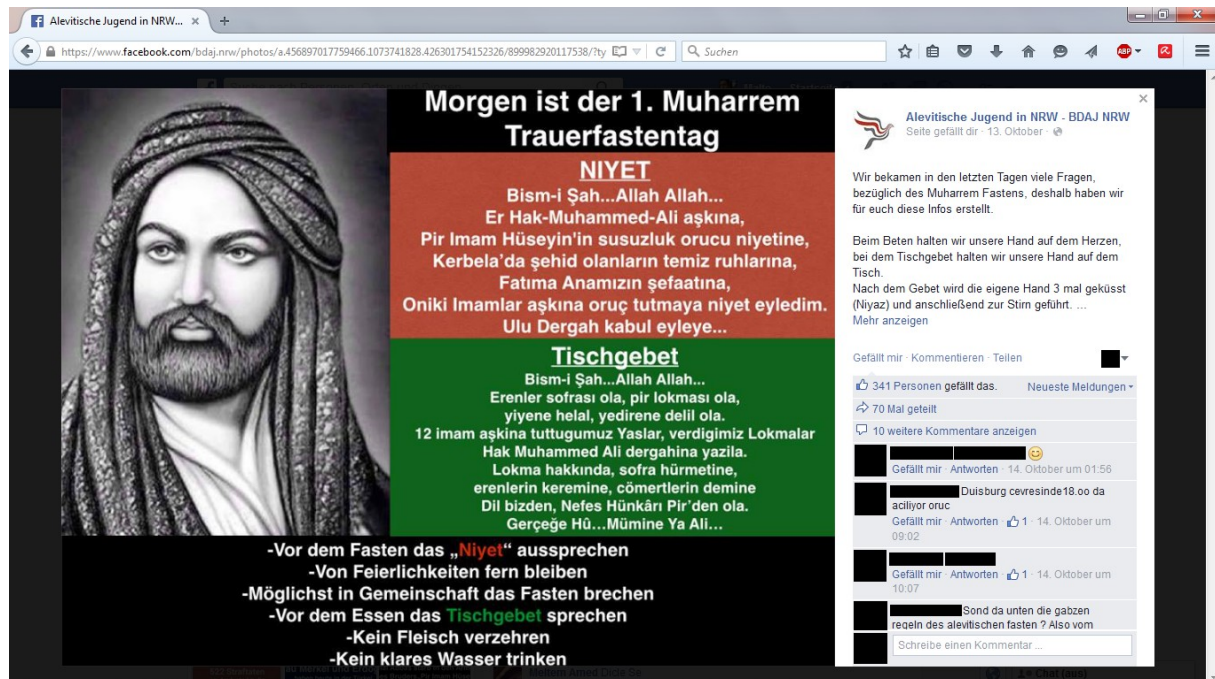 Alevitische Jugend in NRW...
https://www.facebook.com/bdaj.nrw/photos/a.456897017759466.1073741828.426301754152326/899982920117538/?ty
Suchen
ABP
Morgen ist der 1. Muharrem
Trauerfastentag
NIYET
Bism-i Şah...Allah Allah...
Er Hak-Muhammed-Ali aşkına,
Pir Imam Hüseyin'in susuzluk orucu niyetine,
Kerbela'da şehid olanların temiz ruhlarına,
Fatıma Anamızın şefaatına,
Oniki Imamlar aşkına oruç tutmaya niyet eyledim.
Ulu Dergah kabul eyleye...
Tischgebet
Bism-i Şah...Allah Allah...
Erenler sofrası ola, pir lokması ola,
yiyene helal, yedirene delil ola.
12 imam aşkina tuttugumuz Yaslar, verdigimiz Lokmalar
Hak Muhammed Ali dergahina yazila.
Lokma hakkında, sofra hürmetine,
erenlerin keremine, cömertlerin demine
Dil bizden, Nefes Hünkârı Pir'den ola.
Gerçeğe Hû...Mümine Ya Ali...
-Vor dem Fasten das „Niyet“ aussprechen
-Von Feierlichkeiten fern bleiben
-Möglichst in Gemeinschaft das Fasten brechen
-Vor dem Essen das Tischgebet sprechen
-Kein Fleisch verzehren
-Kein klares Wasser trinken
Alevitische Jugend in NRW - BDAJ NRW
Seite gefällt dir · 13. Oktober ·
Wir bekamen in den letzten Tagen viele Fragen,
bezüglich des Muharrem Fastens, deshalb haben wir
für euch diese Infos erstellt.
Beim Beten halten wir unsere Hand auf dem Herzen,
bei dem Tischgebet halten wir unsere Hand auf dem
Tisch.
Nach dem Gebet wird die eigene Hand 3 mal geküsst
(Niyaz) und anschließend zur Stirn geführt. ...
Mehr anzeigen
Gefällt mir · Kommentieren · Teilen
341 Personen gefällt das.
Neueste Meldungen
70 Mal geteilt
10 weitere Kommentare anzeigen
Gefällt mir · Antworten · 14. Oktober um 01:56
Duisburg cevresinde18.oo da
aciliyor oruc
Gefällt mir · Antworten · 1 · 14. Oktober um
09:02
Gefällt mir · Antworten · 1 · 14. Oktober um
10:07
Sond da unten die gabzen
regeln des alevitischen fasten ? Also vom
Schreibe einen Kommentar ...